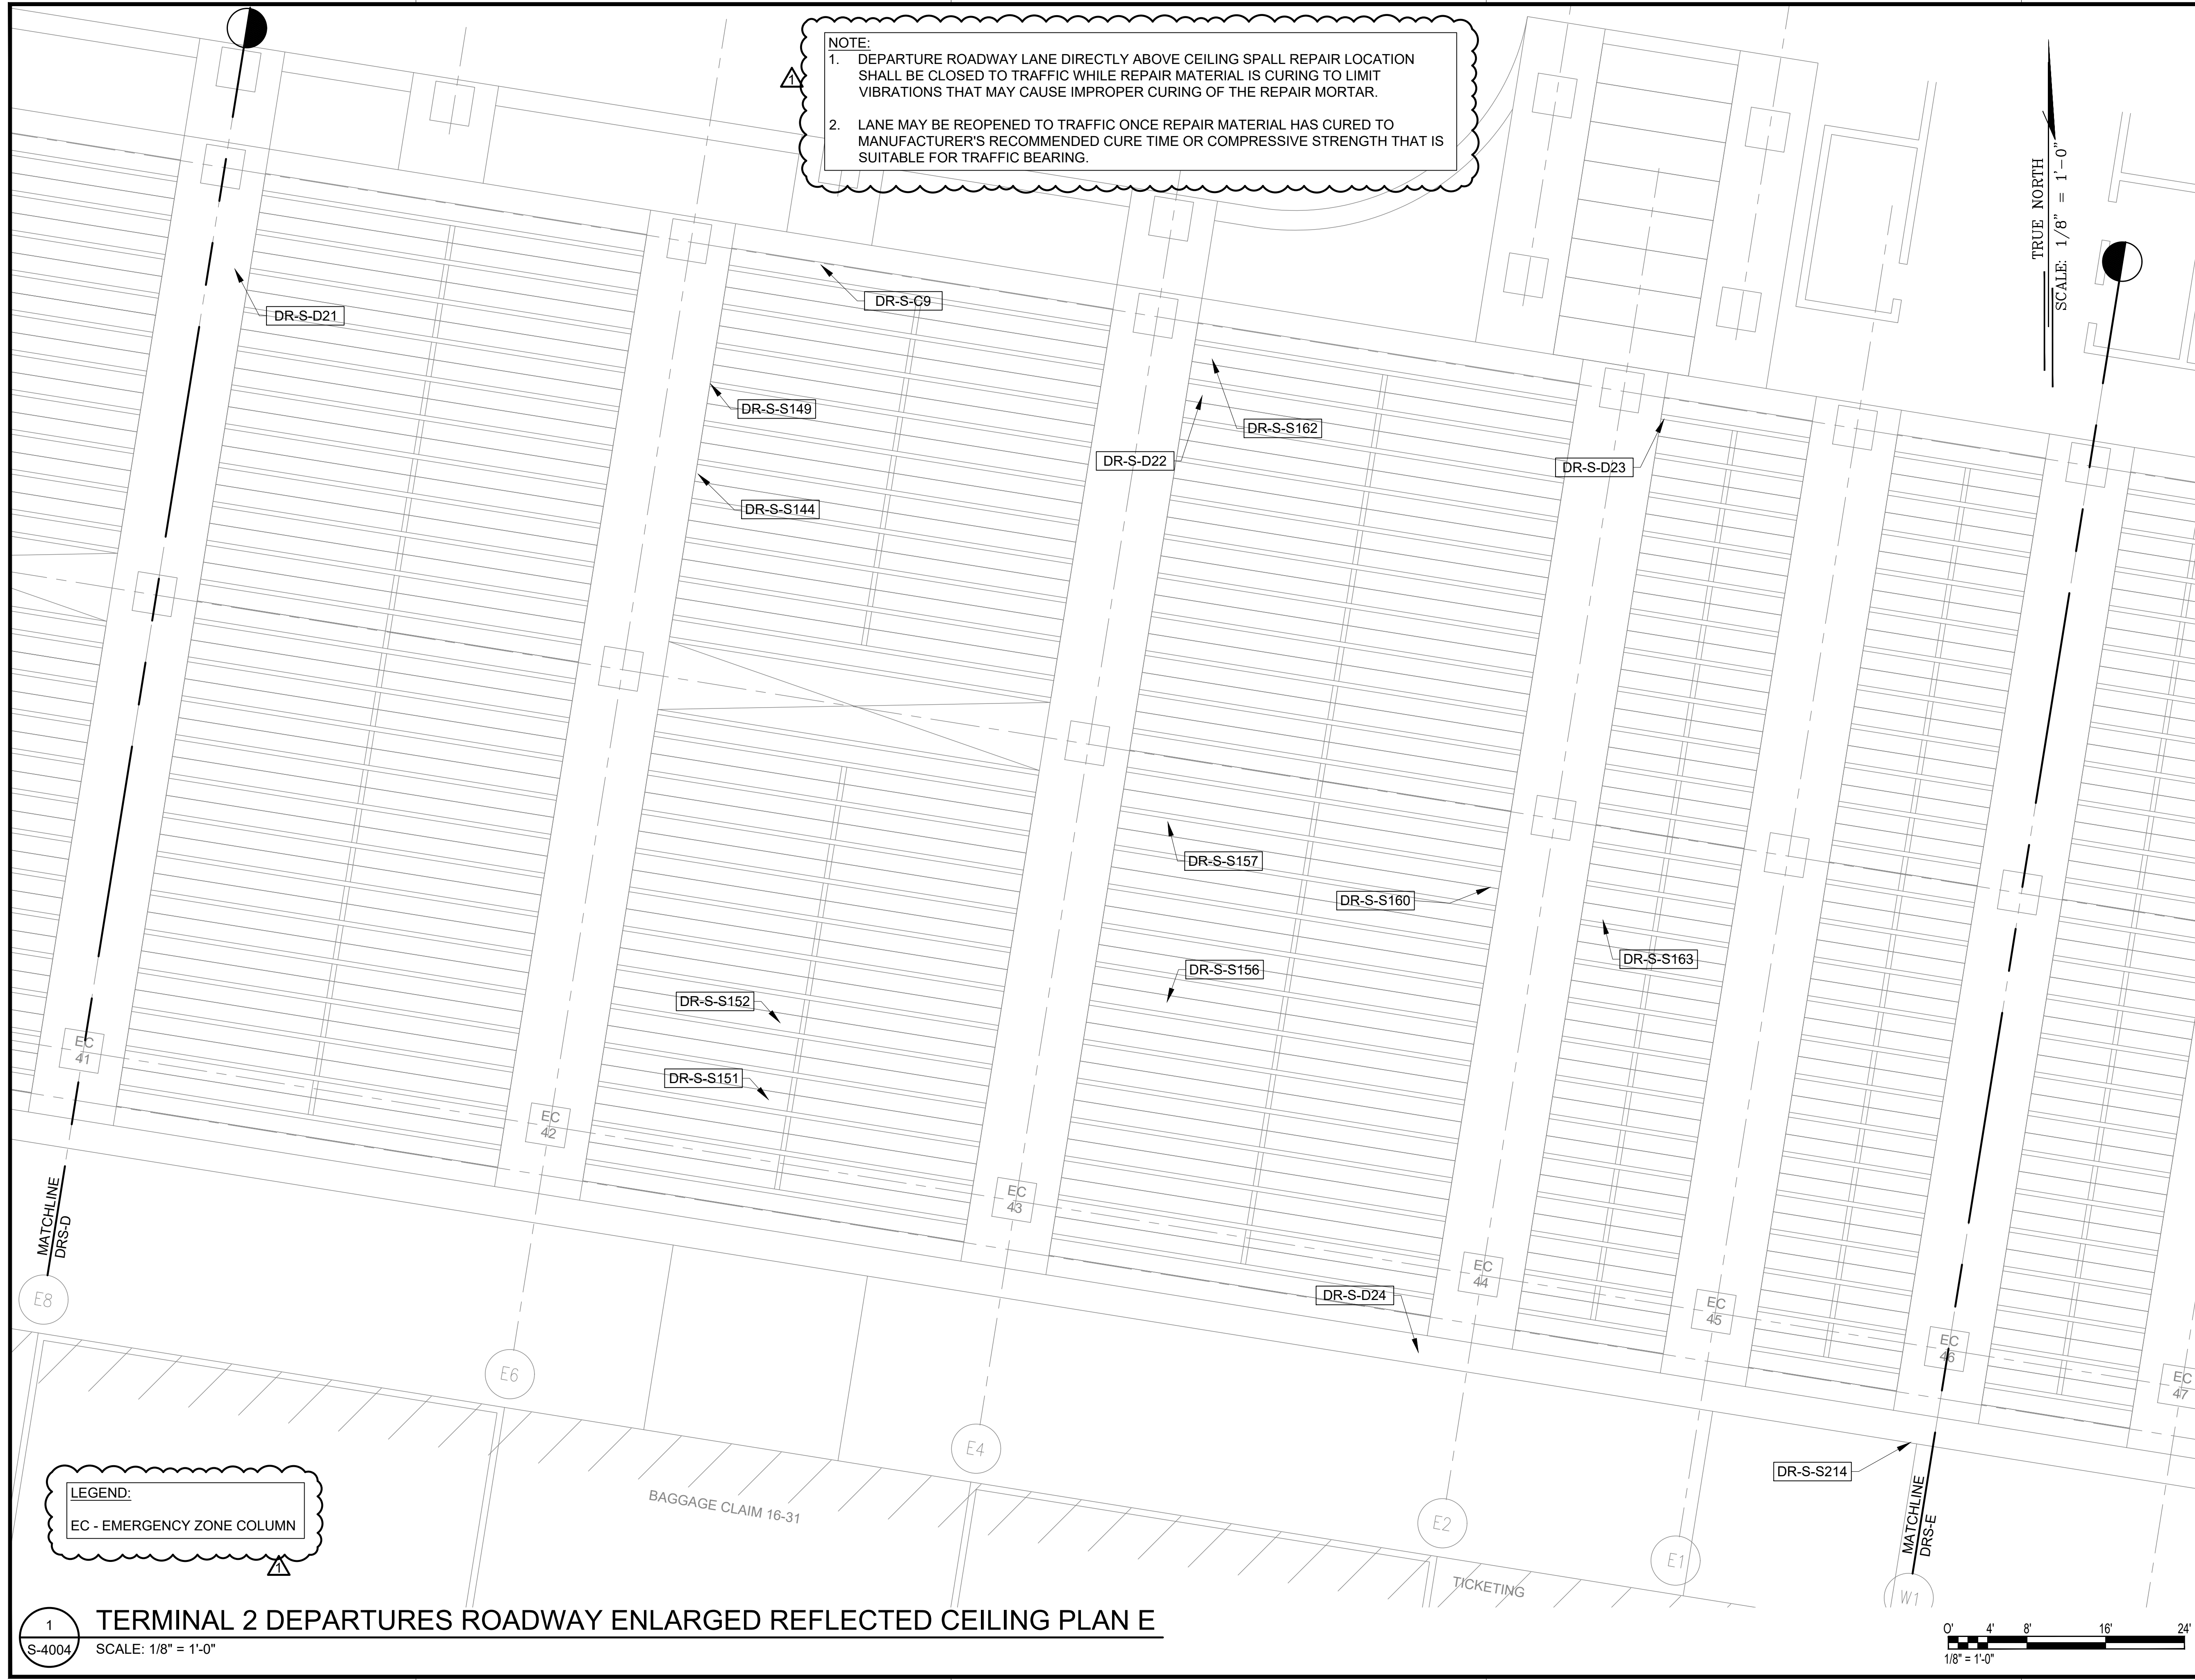 NOTE:
1. DEPARTURE ROADWAY LANE DIRECTLY ABOVE CEILING SPALL REPAIR LOCATION
SHALL BE CLOSED TO TRAFFIC WHILE REPAIR MATERIAL IS CURING TO LIMIT
VIBRATIONS THAT MAY CAUSE IMPROPER CURING OF THE REPAIR MORTAR.
2. LANE MAY BE REOPENED TO TRAFFIC ONCE REPAIR MATERIAL HAS CURED TO
MANUFACTURER'S RECOMMENDED CURE TIME OR COMPRESSIVE STRENGTH THAT IS
SUITABLE FOR TRAFFIC BEARING.
1
TRUE NORTH
SCALE: 1/8" = 1'-0"
DR-S-D21
DR-S-C9
DR-S-S149
DR-S-S162
DR-S-D22
DR-S-D23
DR-S-S144
DR-S-S157
DR-S-S160
DR-S-S163
DR-S-S156
DR-S-S152
DR-S-S151
EC
41
EC
42
EC
43
EC
44
EC
45
EC
46
EC
47
DR-S-D24
DR-S-S214
MATCHLINE
DRS-D
E8
E6
E4
E2
E1
W1
MATCHLINE
DRS-E
BAGGAGE CLAIM 16-31
TICKETING
LEGEND:
EC - EMERGENCY ZONE COLUMN
1
1
S-4004
TERMINAL 2 DEPARTURES ROADWAY ENLARGED REFLECTED CEILING PLAN E
SCALE: 1/8" = 1'-0"
O' 4' 8' 16' 24'
1/8" = 1'-0"